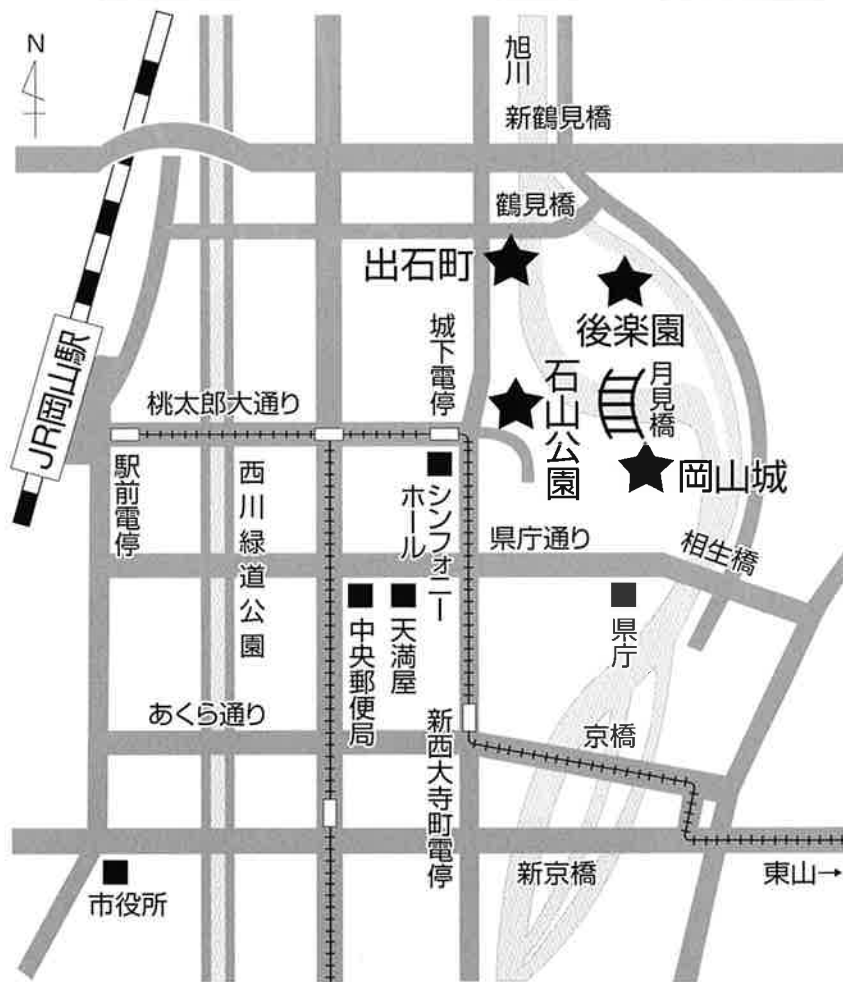 N
旭川
新鶴見橋
鶴見橋
出石町
後楽園
城下電停
石山公園
月見橋
JR岡山駅
桃太郎大通り
岡山城
駅前電停
西川緑道公園
シンフォニー
ホール
県庁通り
相生橋
中央郵便局
天満屋
県庁
あくら通り
新西大寺町電停
京橋
新京橋
東山→
市役所